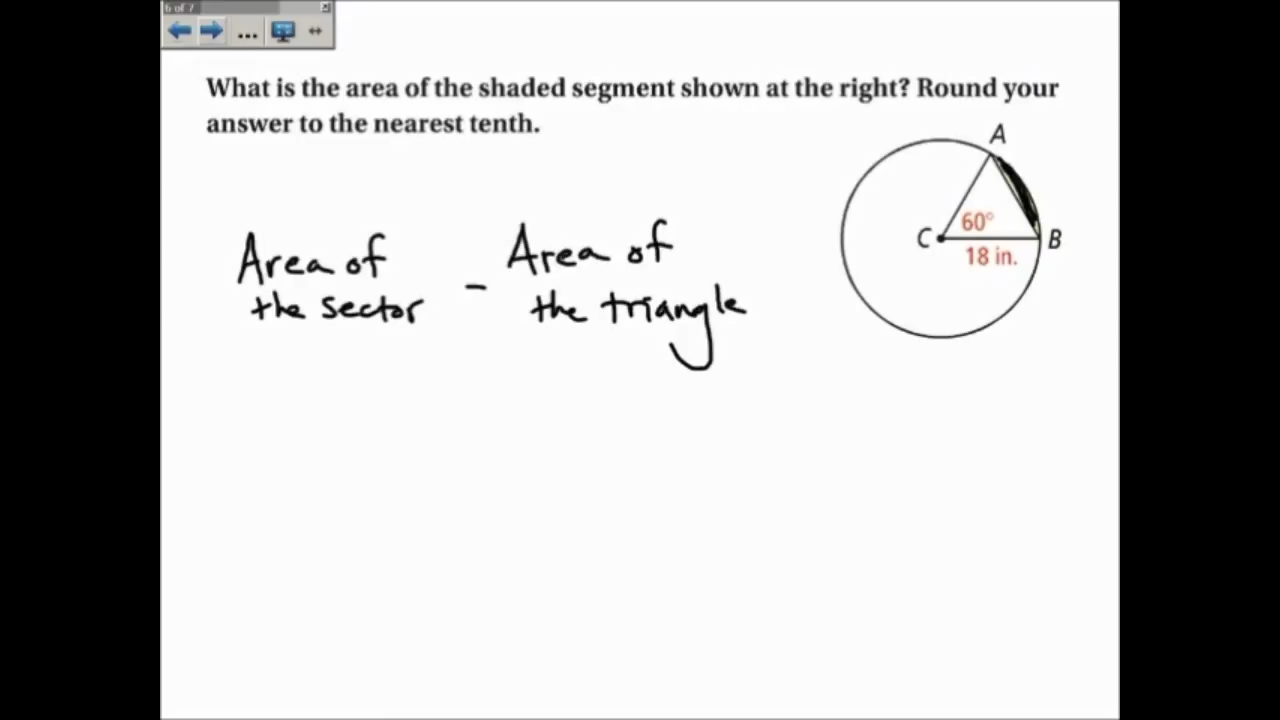 6 of 7
...
What is the area of the shaded segment shown at the right? Round your
answer to the nearest tenth.
A
60°
C
B
18 in.
Area of
the sector
-
Area of
the triangle